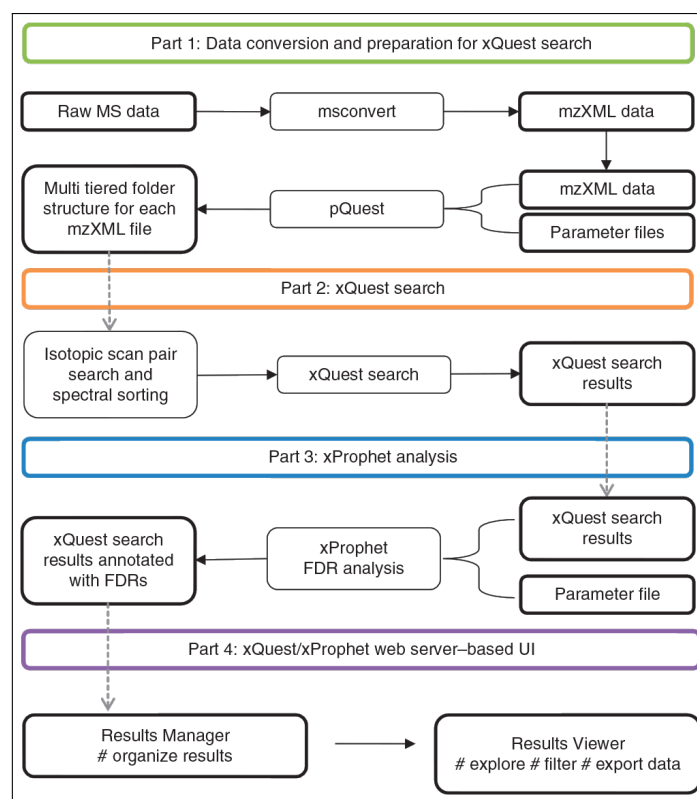 Part 1: Data conversion and preparation for xQuest search
Raw MS data
msconvert
mzXML data
Multi tiered folder
structure for each
mzXML file
pQuest
mzXML data
Parameter files
Part 2: xQuest search
Isotopic scan pair
search and
spectral sorting
xQuest search
xQuest search
results
Part 3: xProphet analysis
xQuest search
results annotated
with FDRs
xProphet
FDR analysis
xQuest search
results
Parameter file
Part 4: xQuest/xProphet web server–based UI
Results Manager
# organize results
Results Viewer
# explore # filter # export data